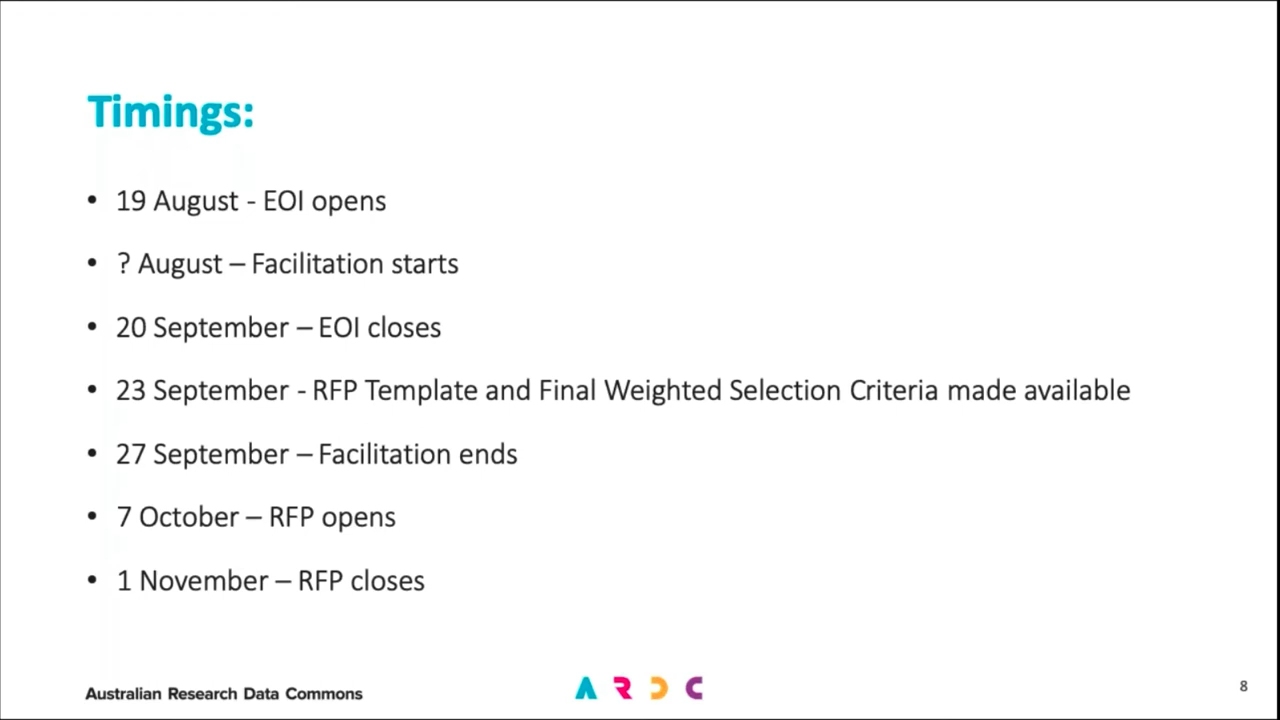 Timings:
• 19 August - EOI opens
• ? August – Facilitation starts
• 20 September – EOI closes
• 23 September - RFP Template and Final Weighted Selection Criteria made available
• 27 September – Facilitation ends
• 7 October – RFP opens
• 1 November – RFP closes
Australian Research Data Commons
ARDC
8